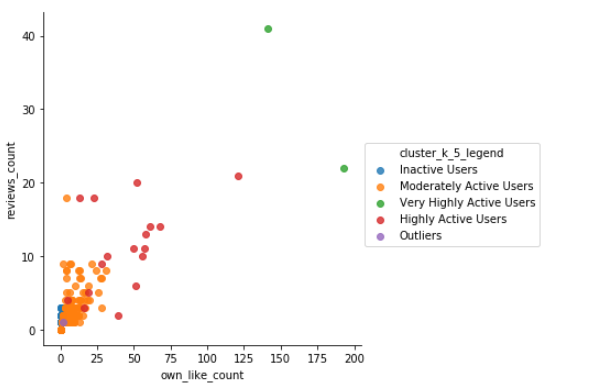 40
30
20
10
0
reviews_count
0
25
50
75
100
125
150
175
200
own_like_count
cluster_k_5_legend
Inactive Users
Moderately Active Users
Very Highly Active Users
Highly Active Users
Outliers